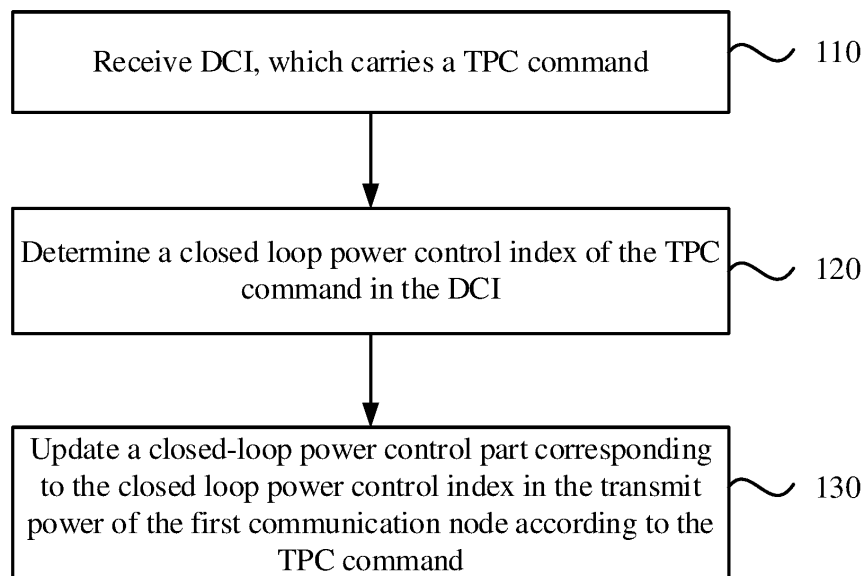 Receive DCI, which carries a TPC command
110
Determine a closed loop power control index of the TPC
command in the DCI
120
Update a closed-loop power control part corresponding
to the closed loop power control index in the transmit
power of the first communication node according to the
TPC command
130